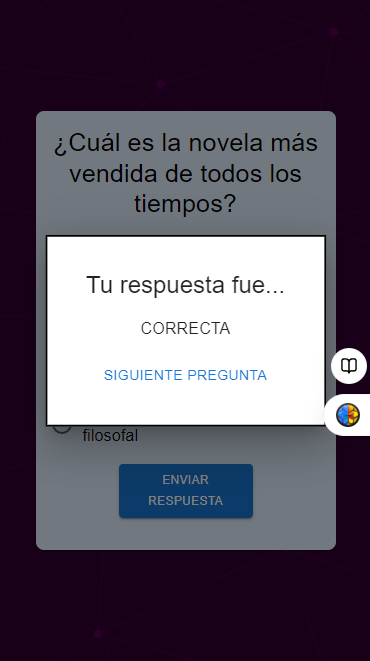 ¿Cuál es la novela más
vendida de todos los
tiempos?
Tu respuesta fue...
CORRECTA
SIGUIENTE PREGUNTA
filosofal
ENVIAR
RESPUESTA